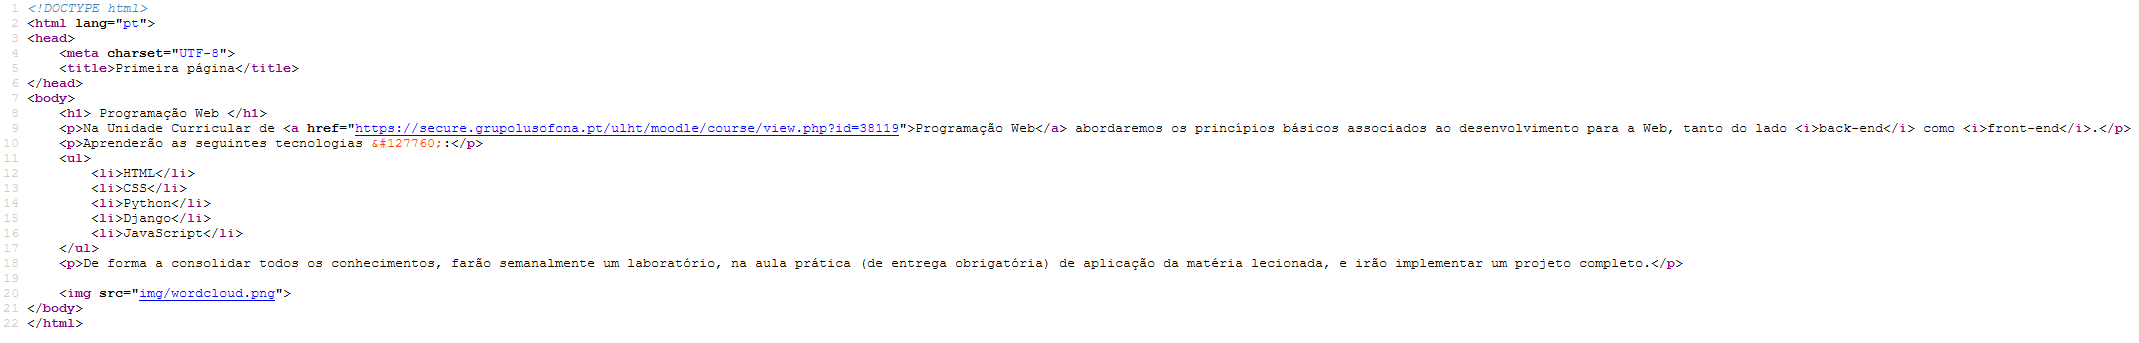 1 <!DOCTYPE html>
2 <html lang="pt">
3 <head>
4     <meta charset="UTF-8">
5     <title>Primeira página</title>
6 </head>
7 <body>
8     <h1> Programação Web </h1>
9     <p>Na Unidade Curricular de <a href="https://secure.grupolusofona.pt/ulht/moodle/course/view.php?id=38119">Programação Web</a> abordaremos os princípios básicos associados ao desenvolvimento para a Web, tanto do lado <i>back-end</i> como <i>front-end</i>.</p>
10     <p>Aprenderão as seguintes tecnologias &#127760;:</p>
11     <ul>
12         <li>HTML</li>
13         <li>CSS</li>
14         <li>Python</li>
15         <li>Django</li>
16         <li>JavaScript</li>
17     </ul>
18     <p>De forma a consolidar todos os conhecimentos, farão semanalmente um laboratório, na aula prática (de entrega obrigatória) de aplicação da matéria lecionada, e irão implementar um projeto completo.</p>
19
20     <img src="img/wordcloud.png">
21 </body>
22 </html>